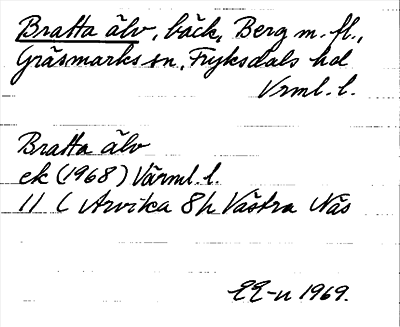 Bratta älv, bäck, Berg m. fl.,
Gräsmarks sn, Fryksdals hd
Vrml. l.
Bratta älv
ek (1968) Värml. l.
11 C Arvika 8h Västra Näs
EE-n 1969.